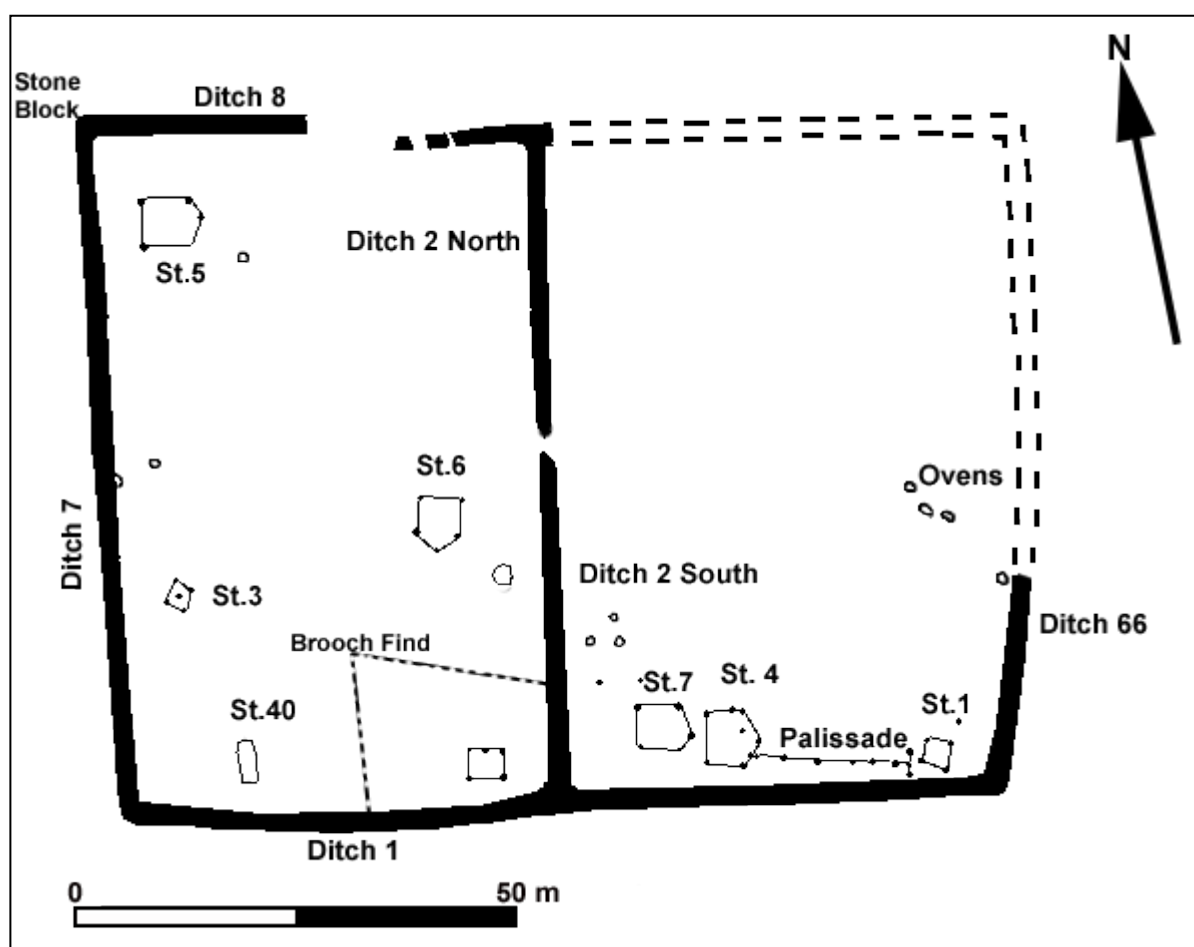 N
Stone
Block
Ditch 8
Ditch 2 North
St.5
St.6
Ovens
Ditch 7
St.3
Ditch 2 South
Ditch 66
Brooch Find
St.40
St.7
St. 4
St.1
Palissade
Ditch 1
0
50 m